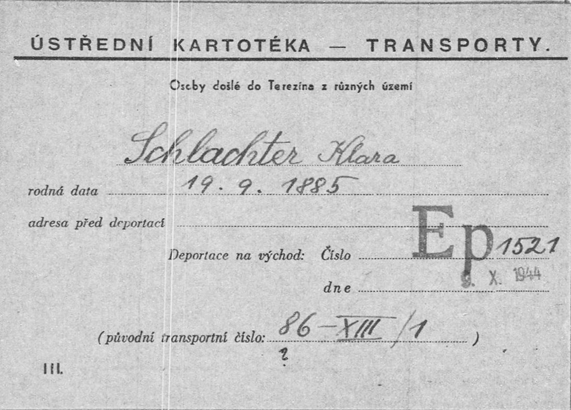 ÚSTŘEDNÍ KARTOTÉKA — TRANSPORTY.
Osoby došlé do Terezína z různých území
Schlachter Klara
rodná data 19. 9. 1885
adresa před deportací
Deportace na východ: Číslo Ep 1521
dne 9. X. 1944
(původní transportní číslo: 86-XIII/1 )
?
III.